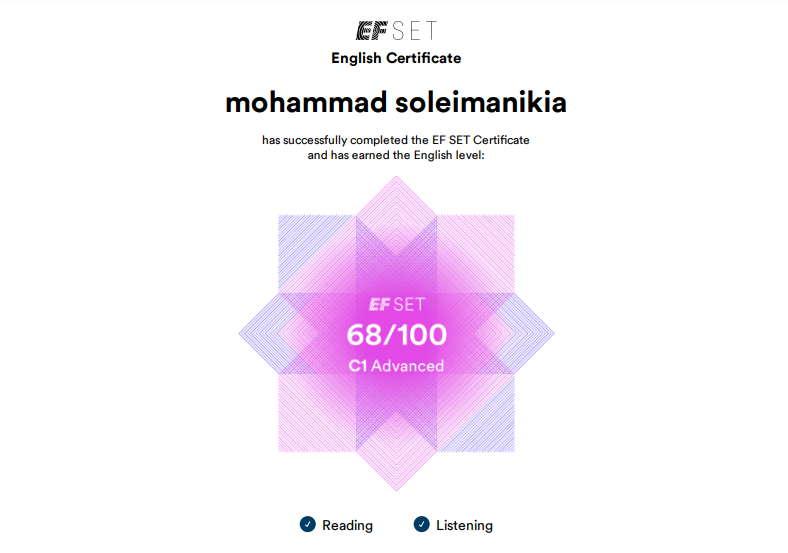 EF SET
English Certificate
mohammad soleimanikia
has successfully completed the EF SET Certificate
and has earned the English level:
EF SET
68/100
C1 Advanced
Reading Listening